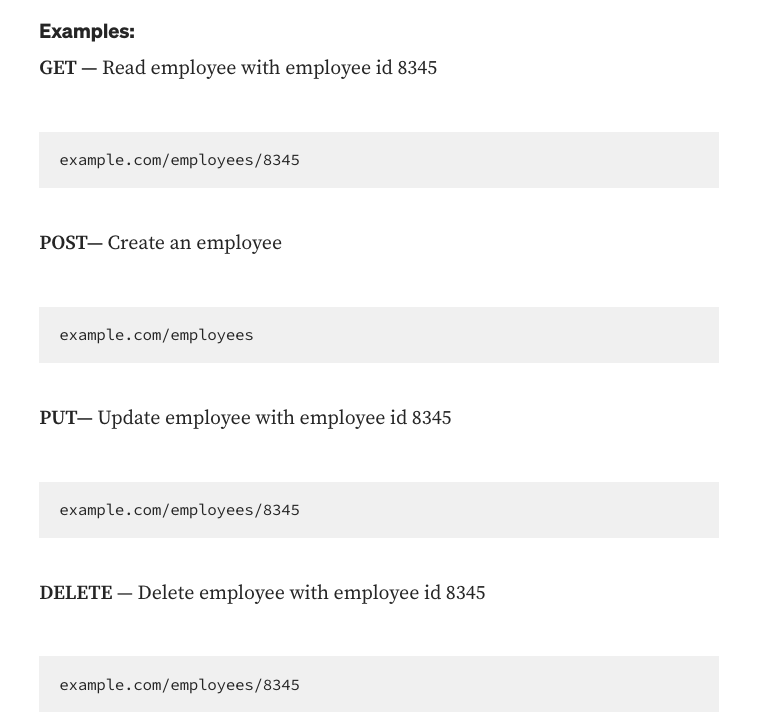 Examples:
GET — Read employee with employee id 8345
example.com/employees/8345
POST— Create an employee
example.com/employees
PUT— Update employee with employee id 8345
example.com/employees/8345
DELETE — Delete employee with employee id 8345
example.com/employees/8345